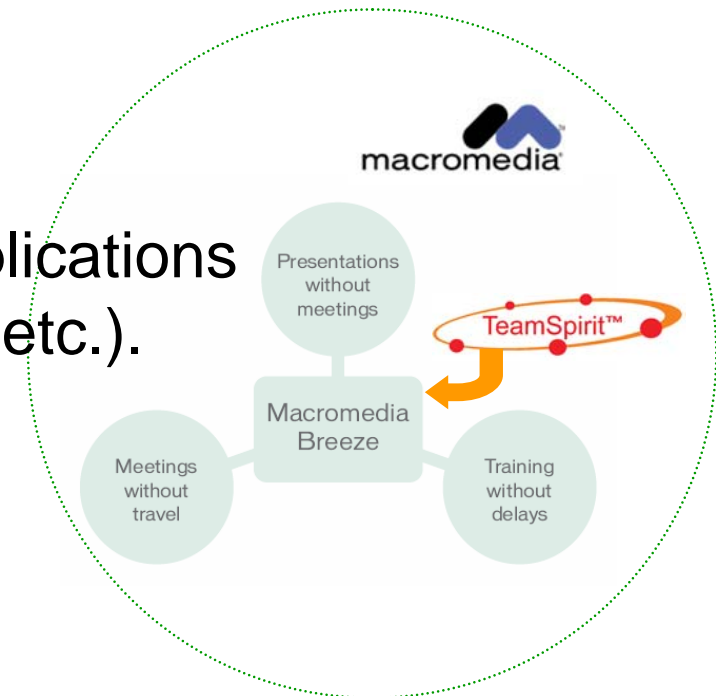 macromedia
plications
etc.).
Presentations
without
meetings
TeamSpirit™
Macromedia
Breeze
Meetings
without
travel
Training
without
delays